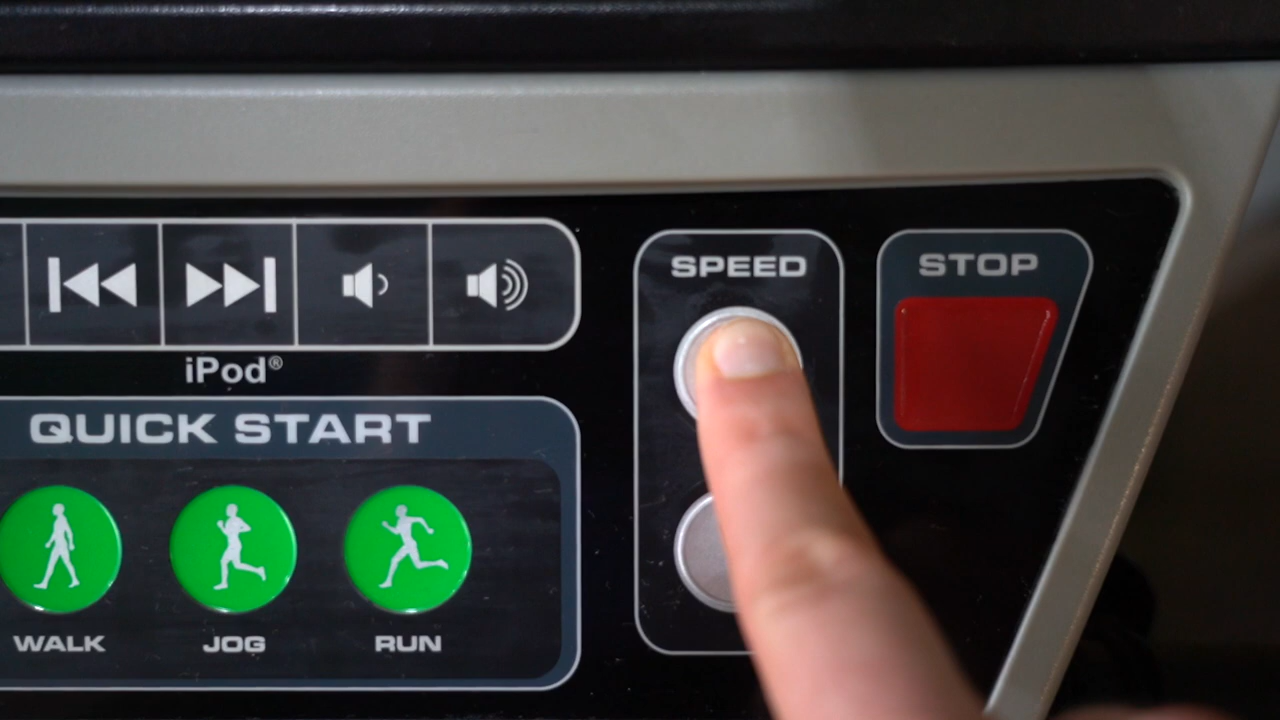 iPod®
QUICK START
WALK
JOG
RUN
SPEED
STOP